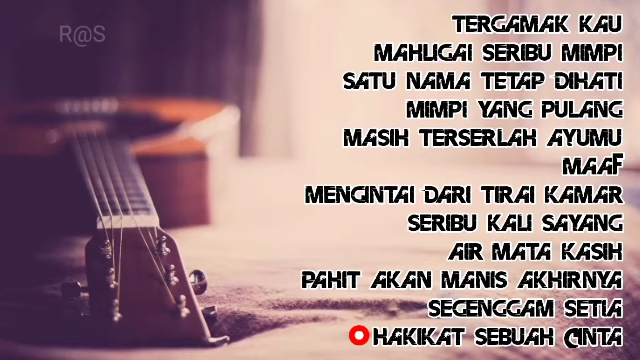 R@S
TERGAMAK KAU
MAHLIGAI SERIBU MIMPI
SATU NAMA TETAP DIHATI
MIMPI YANG PULANG
MASIH TERSERLAH AYUMU
MAAF
MENGINTAI DARI TIRAI KAMAR
SERIBU KALI SAYANG
AIR MATA KASIH
PAHIT AKAN MANIS AKHIRNYA
SEGENGGAM SETIA
HAKIKAT SEBUAH CINTA